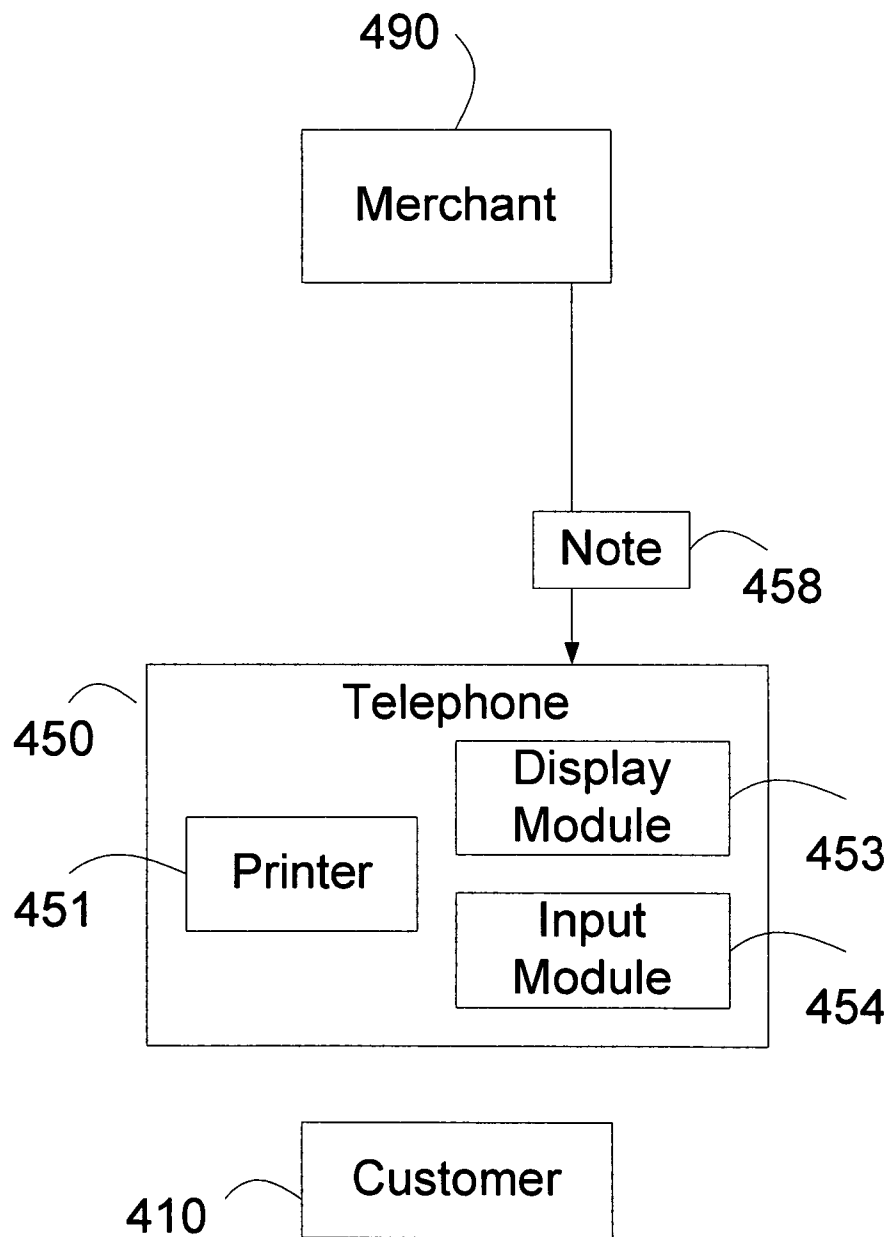 490
Merchant
Note
458
Telephone
450
Display
Module
453
Printer
451
Input
Module
454
Customer
410